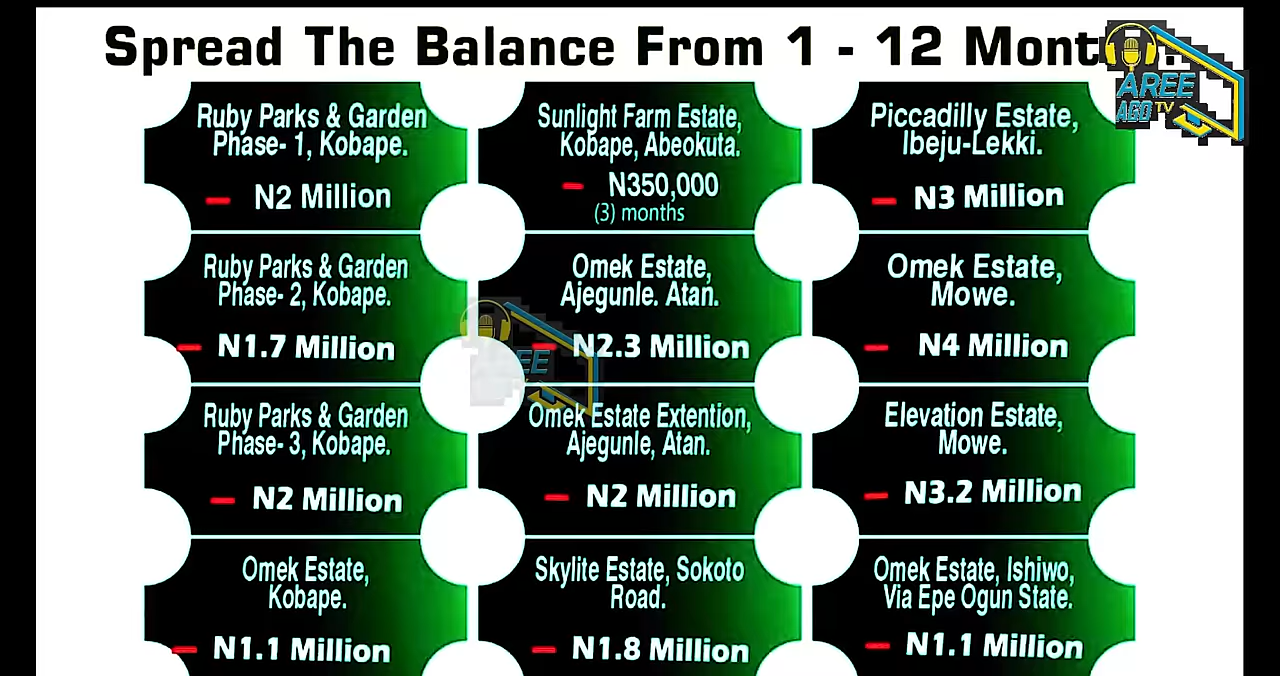 Spread The Balance From 1 - 12 Mont
AREE
AGO TV
Ruby Parks & Garden
Phase- 1, Kobape.
- N2 Million
Sunlight Farm Estate,
Kobape, Abeokuta.
- N350,000
(3) months
Piccadilly Estate,
Ibeju-Lekki.
- N3 Million
Ruby Parks & Garden
Phase- 2, Kobape.
- N1.7 Million
Omek Estate,
Ajegunle. Atan.
- N2.3 Million
Omek Estate,
Mowe.
- N4 Million
Ruby Parks & Garden
Phase- 3, Kobape.
- N2 Million
Omek Estate Extention,
Ajegunle, Atan.
- N2 Million
Elevation Estate,
Mowe.
- N3.2 Million
Omek Estate,
Kobape.
- N1.1 Million
Skylite Estate, Sokoto
Road.
- N1.8 Million
Omek Estate, Ishiwo,
Via Epe Ogun State.
- N1.1 Million